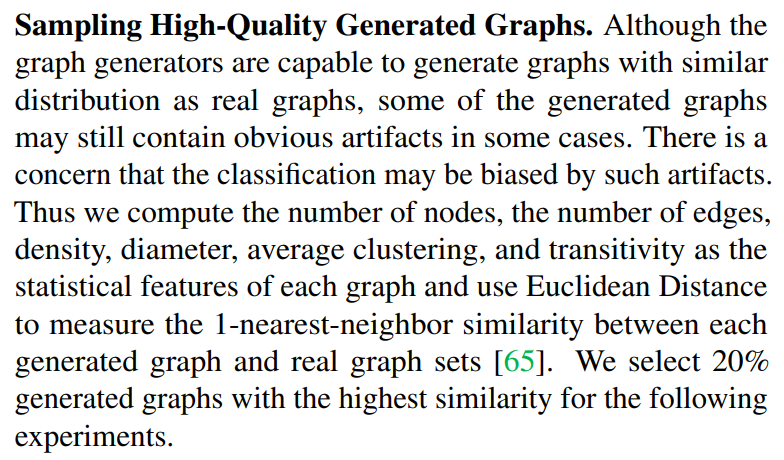 Sampling High-Quality Generated Graphs. Although the
graph generators are capable to generate graphs with similar
distribution as real graphs, some of the generated graphs
may still contain obvious artifacts in some cases. There is a
concern that the classification may be biased by such artifacts.
Thus we compute the number of nodes, the number of edges,
density, diameter, average clustering, and transitivity as the
statistical features of each graph and use Euclidean Distance
to measure the 1-nearest-neighbor similarity between each
generated graph and real graph sets [65]. We select 20%
generated graphs with the highest similarity for the following
experiments.